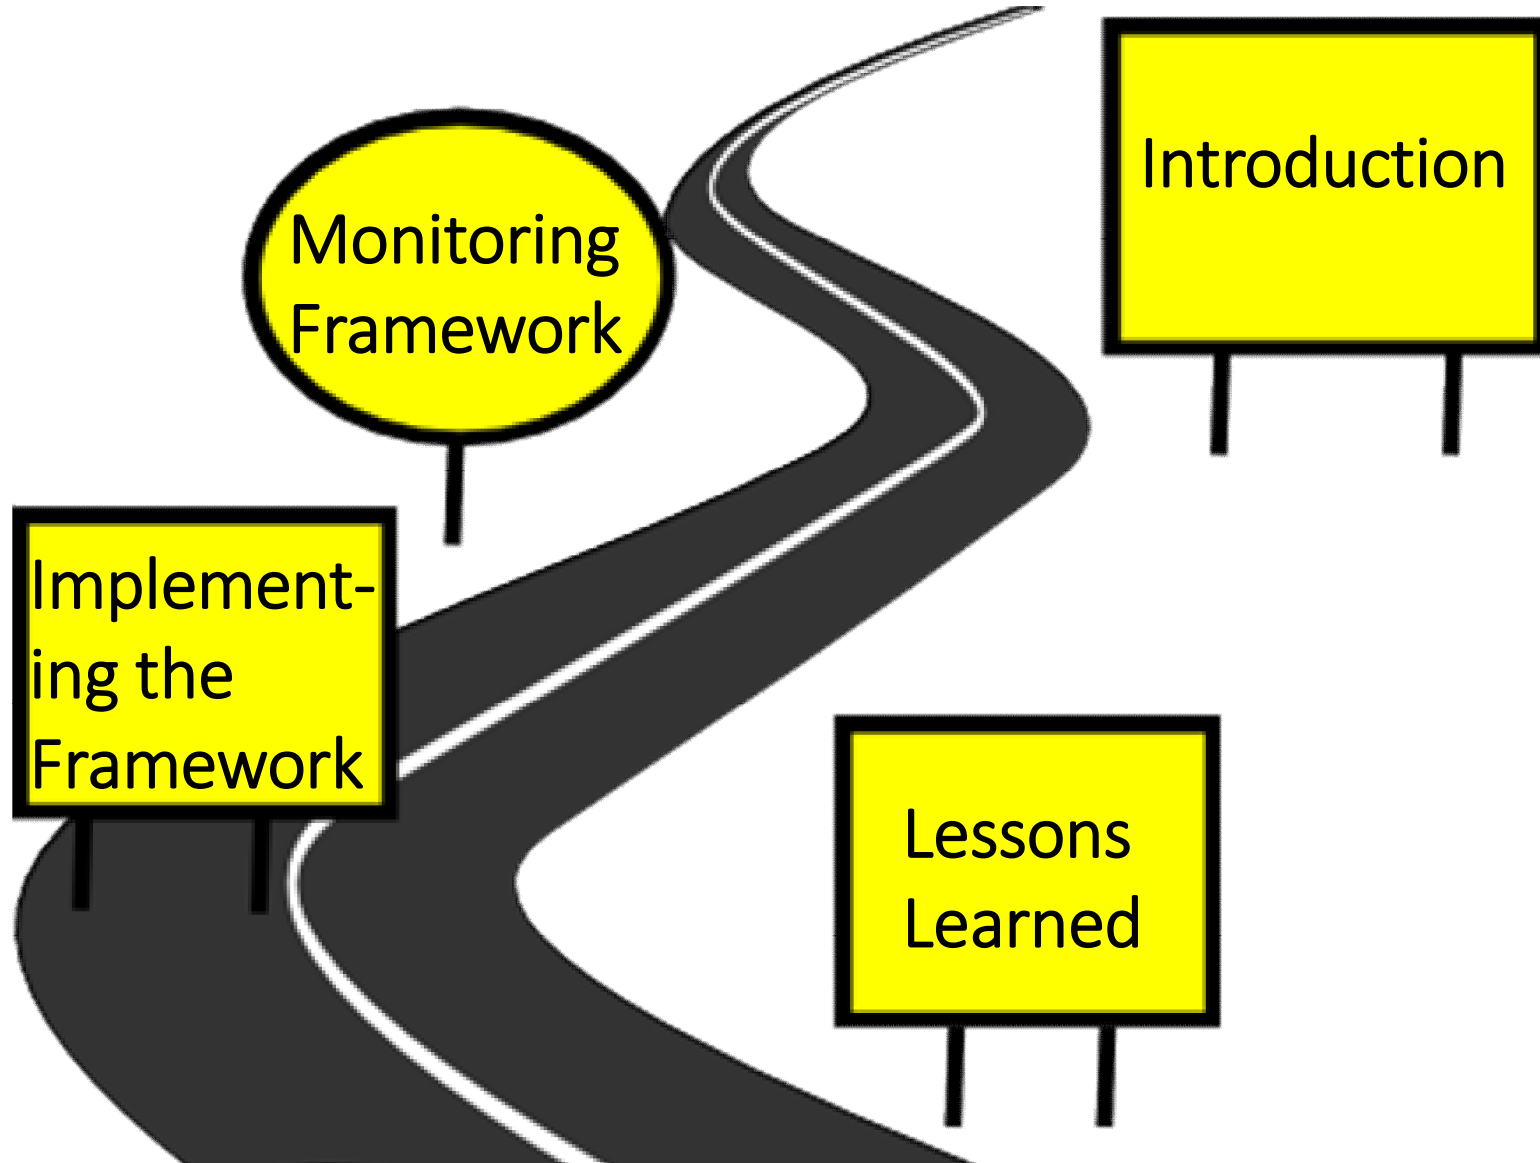 Introduction
Monitoring
Framework
Implement-
ing the
Framework
Lessons
Learned